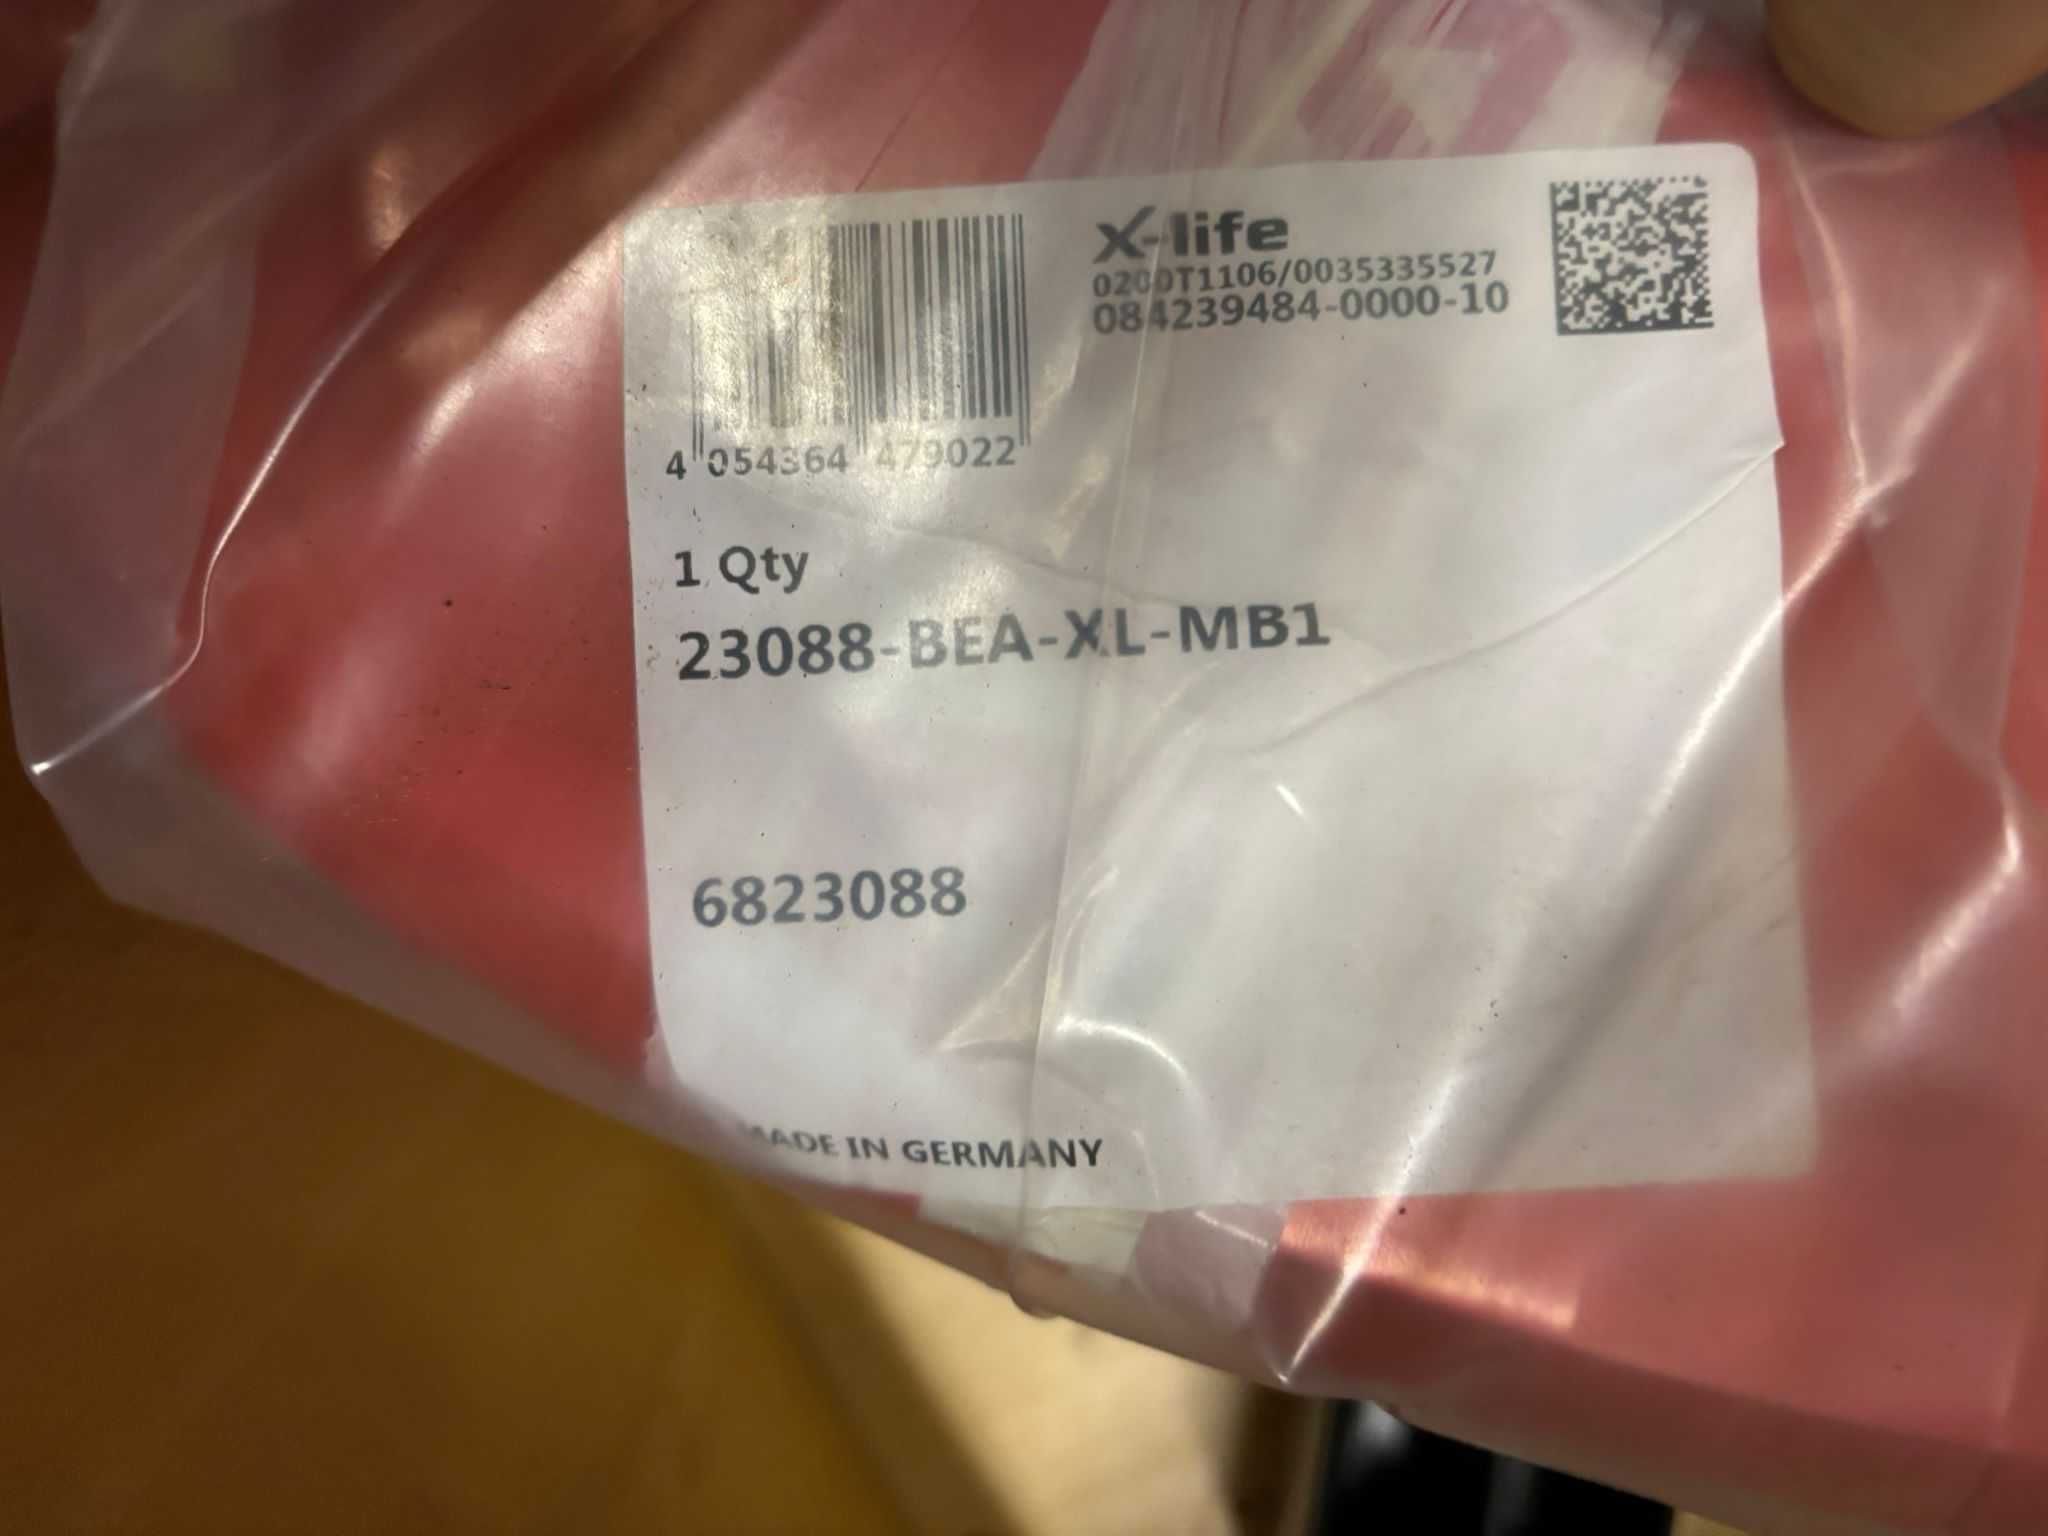 X-life
0200T1106/0035335527
084239484-0000-10
4 054364 479022
1 Qty
23088-BEA-XL-MB1
6823088
MADE IN GERMANY